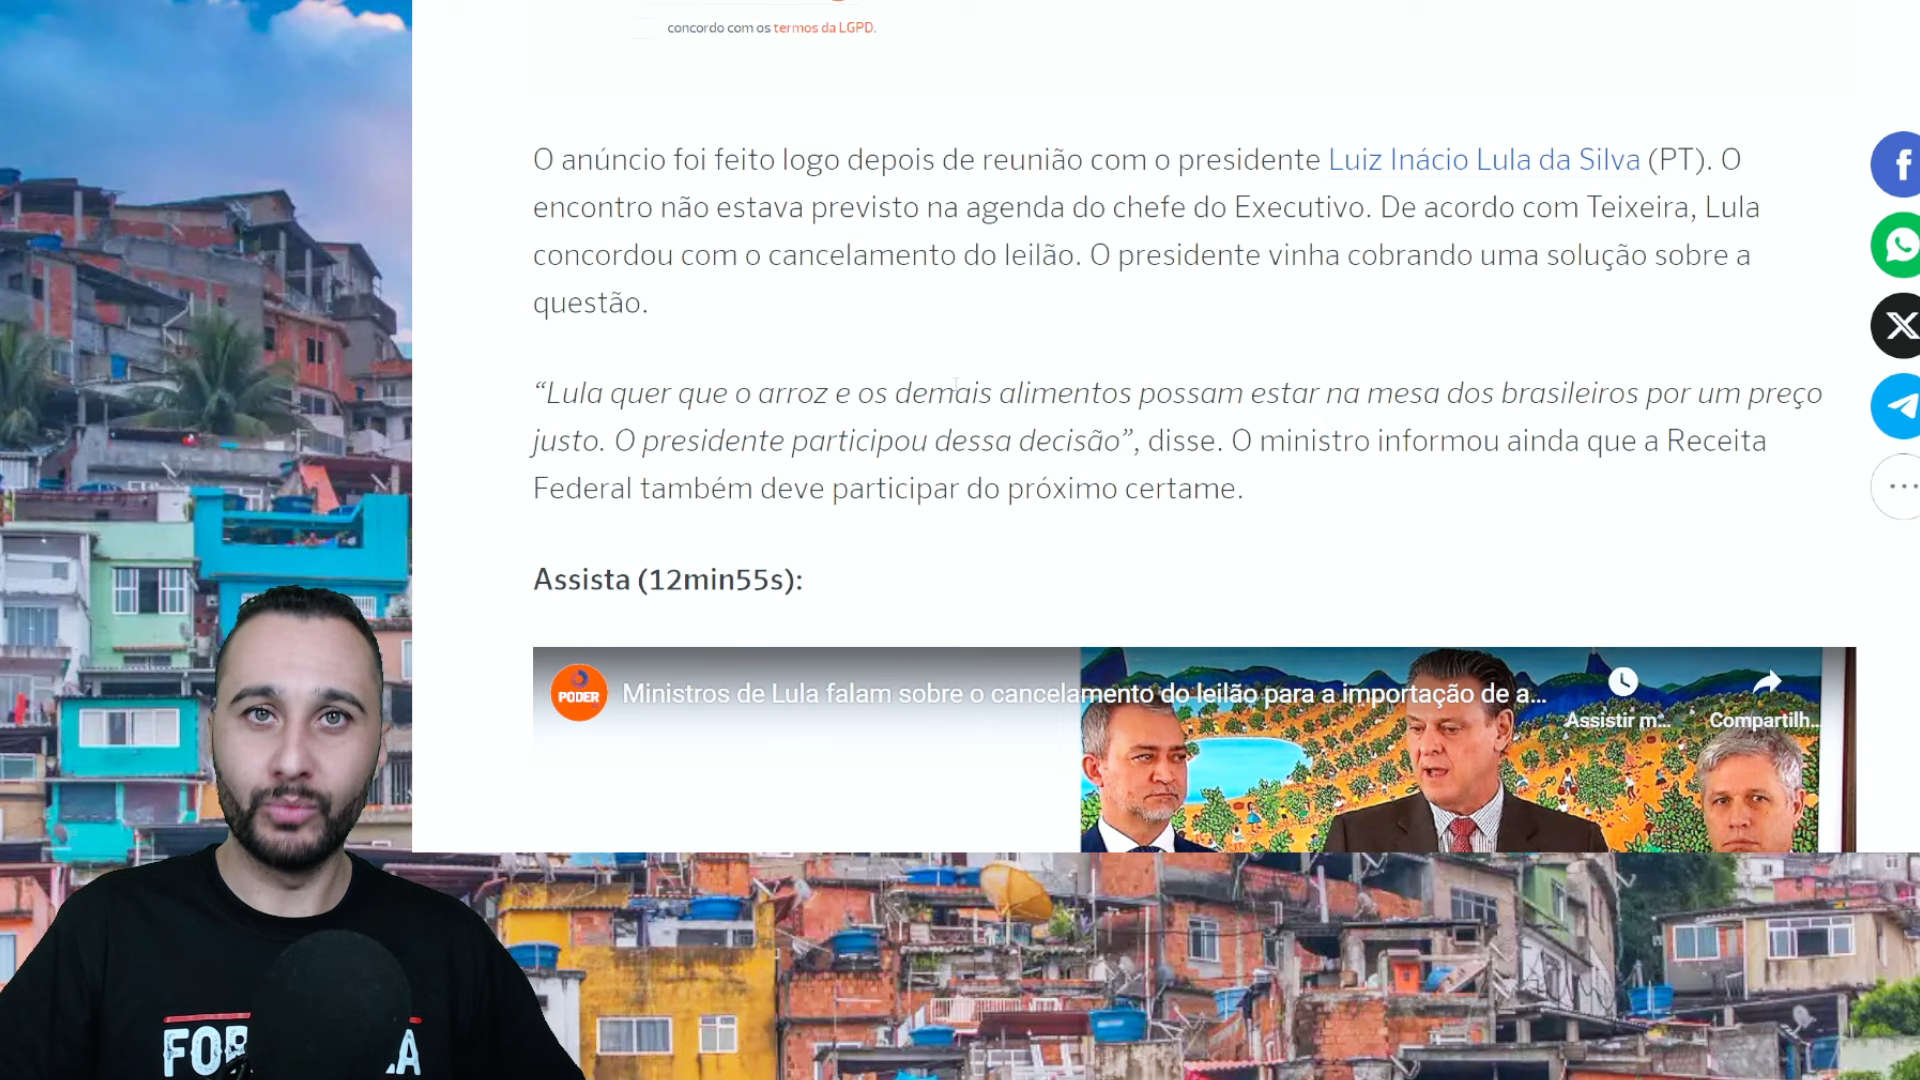 concordo com os termos da LGPD.
O anúncio foi feito logo depois de reunião com o presidente Luiz Inácio Lula da Silva (PT). O
encontro não estava previsto na agenda do chefe do Executivo. De acordo com Teixeira, Lula
concordou com o cancelamento do leilão. O presidente vinha cobrando uma solução sobre a
questão.
“Lula quer que o arroz e os demais alimentos possam estar na mesa dos brasileiros por um preço
justo. O presidente participou dessa decisão”, disse. O ministro informou ainda que a Receita
Federal também deve participar do próximo certame.
Assista (12min55s):
PODER
Ministros de Lula falam sobre o cancelamento do leilão para a importação de a...
Assistir m...
Compartilh...